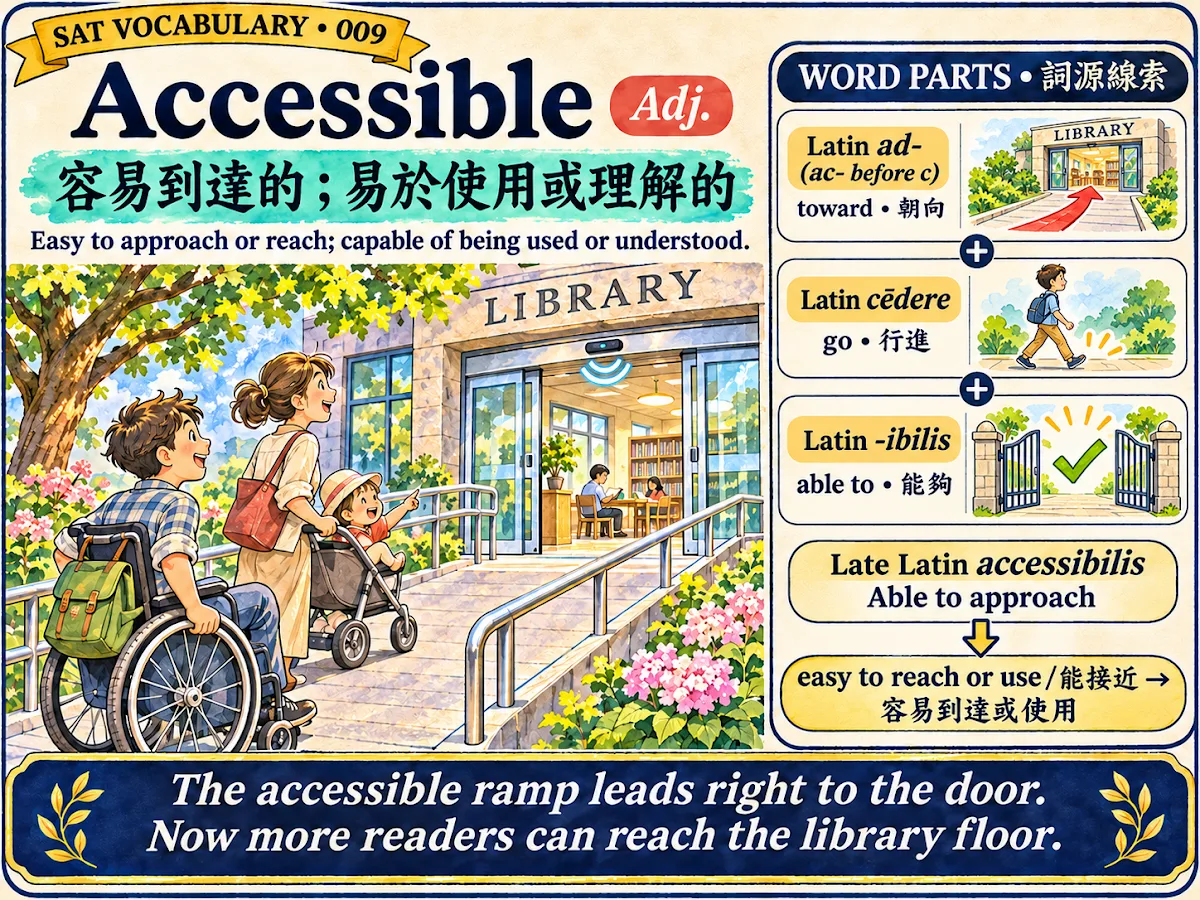 SAT VOCABULARY • 009
Accessible Adj.
容易到達的；易於使用或理解的
Easy to approach or reach; capable of being used or understood.
LIBRARY
WORD PARTS • 詞源線索
Latin ad-
(ac- before c)
toward • 朝向
LIBRARY
+
Latin cēdere
go • 行進
+
Latin -ibilis
able to • 能夠
Late Latin accessibilis
Able to approach
easy to reach or use / 能接近 →
容易到達或使用
The accessible ramp leads right to the door.
Now more readers can reach the library floor.